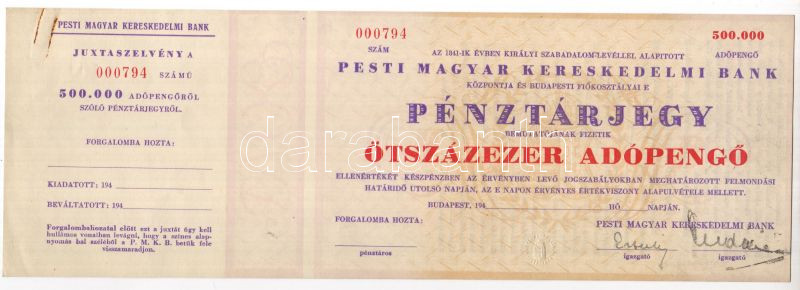 PESTI MAGYAR KERESKEDELMI BANK
JUXTASZELVÉNY A
000794 SZÁMÚ
500.000 ADÓPENGŐRŐL
SZÓLÓ PÉNZTÁRJEGYRŐL.
FORGALOMBA HOZTA:
KIADATOTT: 194
BEVÁLTATOTT: 194
Forgalombahozatal előtt ezt a juxtát úgy kell
hullámos vonalban levágni, hogy a színes alap-
nyomás bal széléből a P. M. K. B. betűk fele
visszamaradjon.
000794
SZÁM
500.000
ADÓPENGŐ
AZ 1841-IK ÉVBEN KIRÁLYI SZABADALOM-LEVÉLLEL ALAPITOTT
PESTI MAGYAR KERESKEDELMI BANK
KÖZPONTJA ÉS BUDAPESTI FIÓKOSZTÁLYAI E
PÉNZTÁRJEGY
BEMUTATÓJÁNAK FIZETIK
ÖTSZÁZEZER ADÓPENGŐ
ELLENÉRTÉKÉT KÉSZPÉNZBEN AZ ÉRVÉNYBEN LEVŐ JOGSZABÁLYOKBAN MEGHATÁROZOTT FELMONDÁSI
HATÁRIDŐ UTOLSÓ NAPJÁN, AZ E NAPON ÉRVÉNYES ÉRTÉKVISZONY ALAPULVÉTELE MELLETT.
BUDAPEST, 194 HÓ NAPJÁN.
FORGALOMBA HOZTA:
PESTI MAGYAR KERESKEDELMI BANK
pénztáros
igazgató
igazgató
darabanth